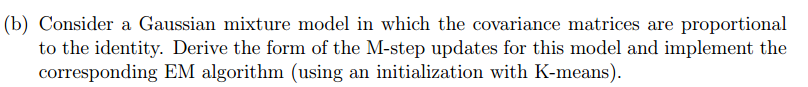 (b) Consider a Gaussian mixture model in which the covariance matrices are proportional
to the identity. Derive the form of the M-step updates for this model and implement the
corresponding EM algorithm (using an initialization with K-means).